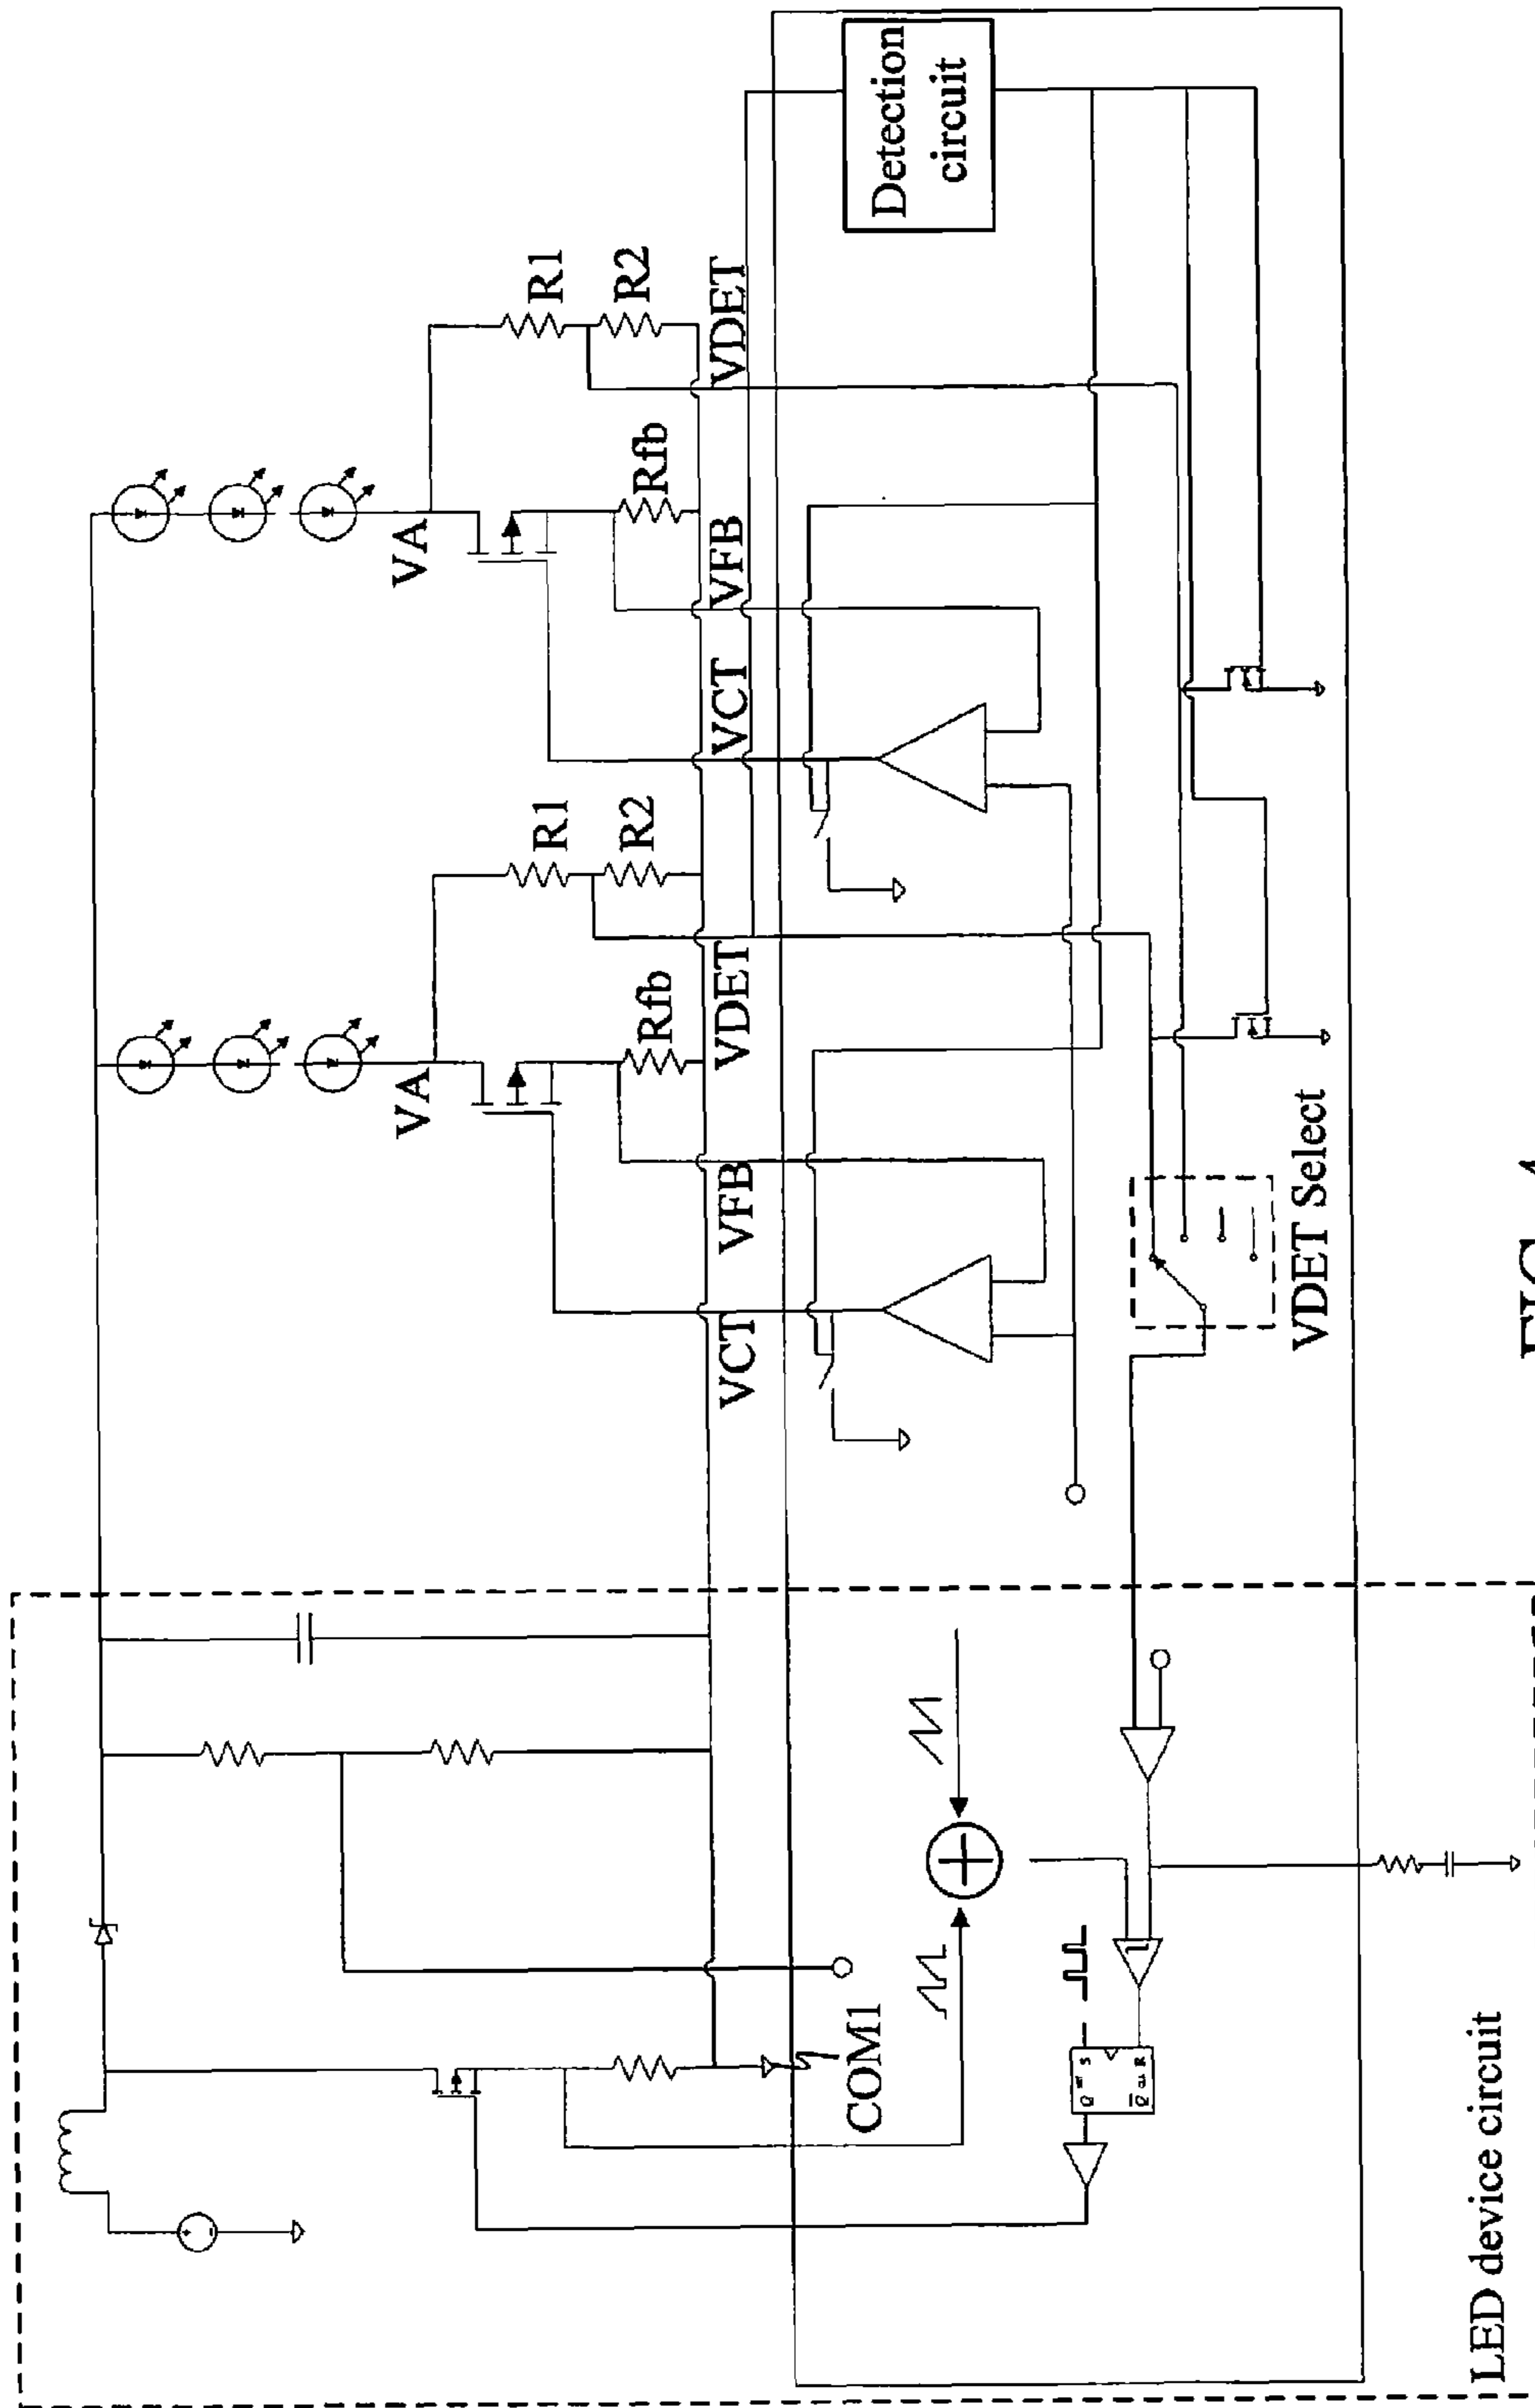 VA
VA
R1
R1
Rfb
R2
Rfb
R2
VCT
VFB
VDET
VCT
VFB
VDET
COM1
Detection
circuit
Q S
Q R
VDET Select
LED device circuit